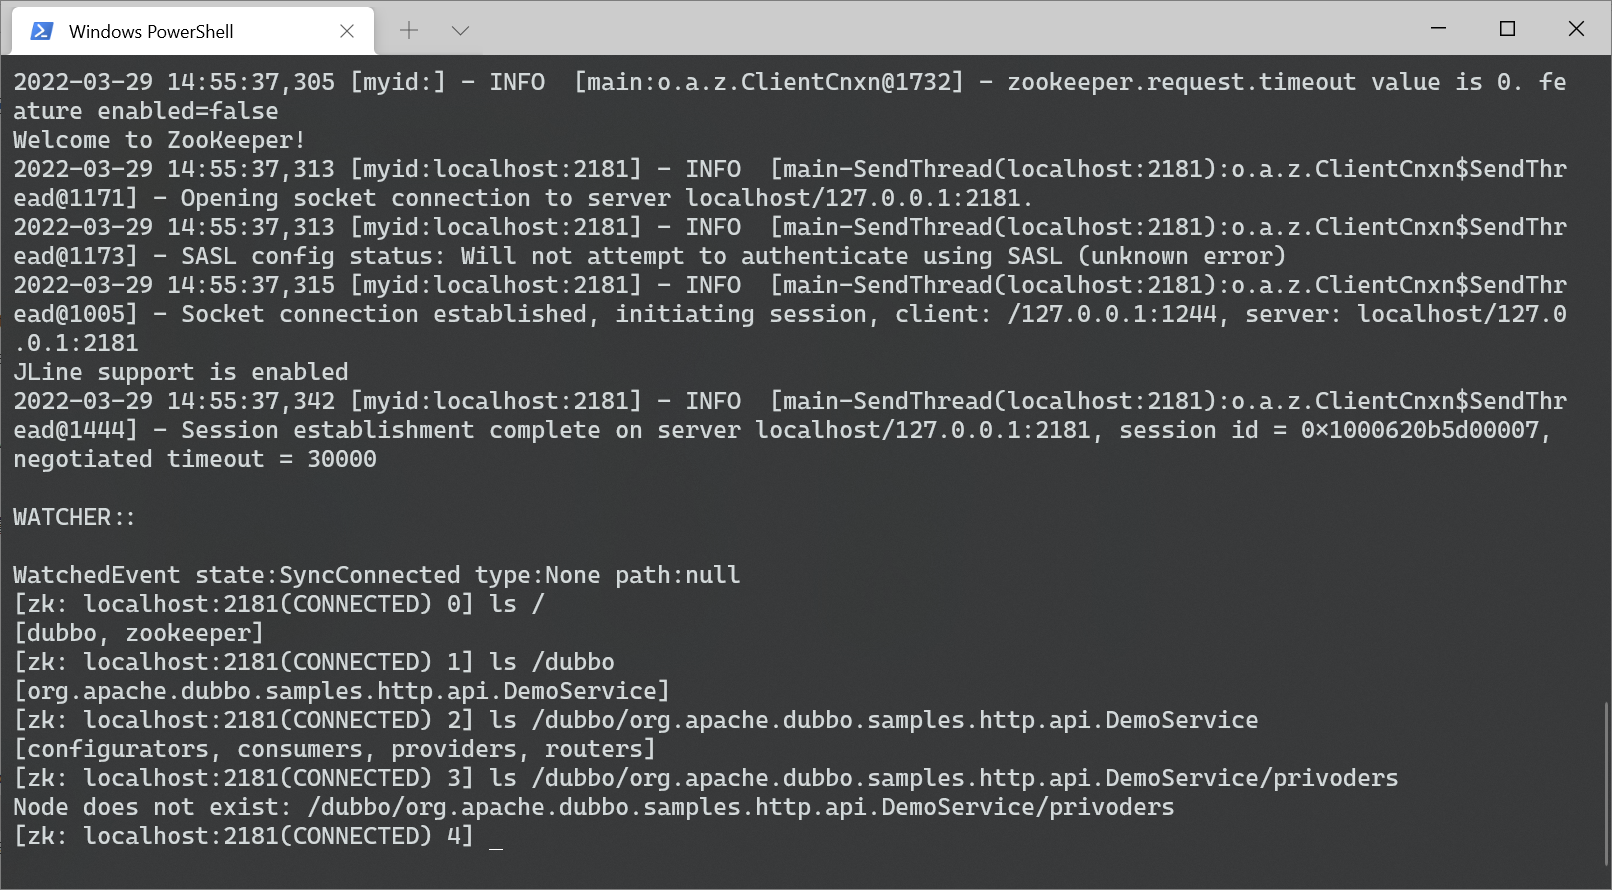 Windows PowerShell
2022-03-29 14:55:37,305 [myid:] - INFO  [main:o.a.z.ClientCnxn@1732] - zookeeper.request.timeout value is 0. fe
ature enabled=false
Welcome to ZooKeeper!
2022-03-29 14:55:37,313 [myid:localhost:2181] - INFO  [main-SendThread(localhost:2181):o.a.z.ClientCnxn$SendThr
ead@1171] - Opening socket connection to server localhost/127.0.0.1:2181.
2022-03-29 14:55:37,313 [myid:localhost:2181] - INFO  [main-SendThread(localhost:2181):o.a.z.ClientCnxn$SendThr
ead@1173] - SASL config status: Will not attempt to authenticate using SASL (unknown error)
2022-03-29 14:55:37,315 [myid:localhost:2181] - INFO  [main-SendThread(localhost:2181):o.a.z.ClientCnxn$SendThr
ead@1005] - Socket connection established, initiating session, client: /127.0.0.1:1244, server: localhost/127.0
.0.1:2181
JLine support is enabled
2022-03-29 14:55:37,342 [myid:localhost:2181] - INFO  [main-SendThread(localhost:2181):o.a.z.ClientCnxn$SendThr
ead@1444] - Session establishment complete on server localhost/127.0.0.1:2181, session id = 0x1000620b5d00007,
negotiated timeout = 30000
WATCHER::
WatchedEvent state:SyncConnected type:None path:null
[zk: localhost:2181(CONNECTED) 0] ls /
[dubbo, zookeeper]
[zk: localhost:2181(CONNECTED) 1] ls /dubbo
[org.apache.dubbo.samples.http.api.DemoService]
[zk: localhost:2181(CONNECTED) 2] ls /dubbo/org.apache.dubbo.samples.http.api.DemoService
[configurators, consumers, providers, routers]
[zk: localhost:2181(CONNECTED) 3] ls /dubbo/org.apache.dubbo.samples.http.api.DemoService/privoders
Node does not exist: /dubbo/org.apache.dubbo.samples.http.api.DemoService/privoders
[zk: localhost:2181(CONNECTED) 4] _